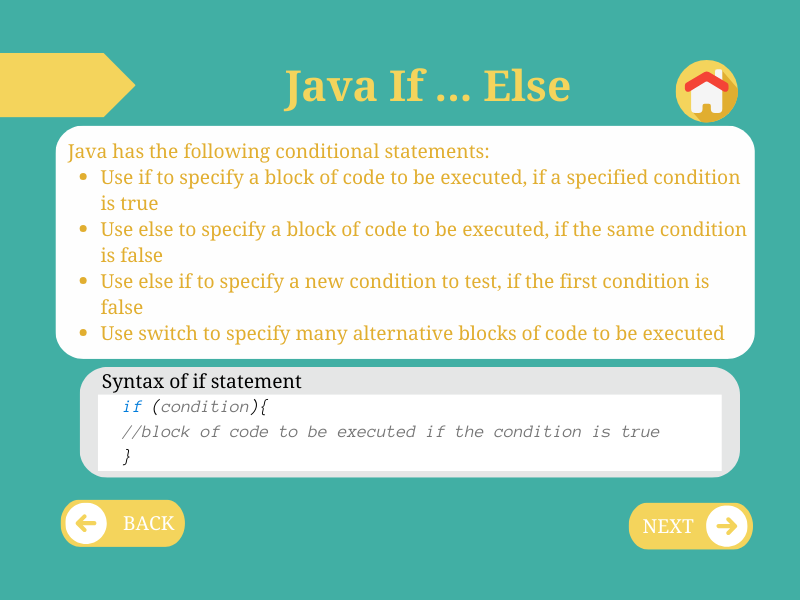 Java If ... Else
Java has the following conditional statements:
• Use if to specify a block of code to be executed, if a specified condition
is true
• Use else to specify a block of code to be executed, if the same condition
is false
• Use else if to specify a new condition to test, if the first condition is
false
• Use switch to specify many alternative blocks of code to be executed
Syntax of if statement
if (condition){
//block of code to be executed if the condition is true
}
BACK
NEXT